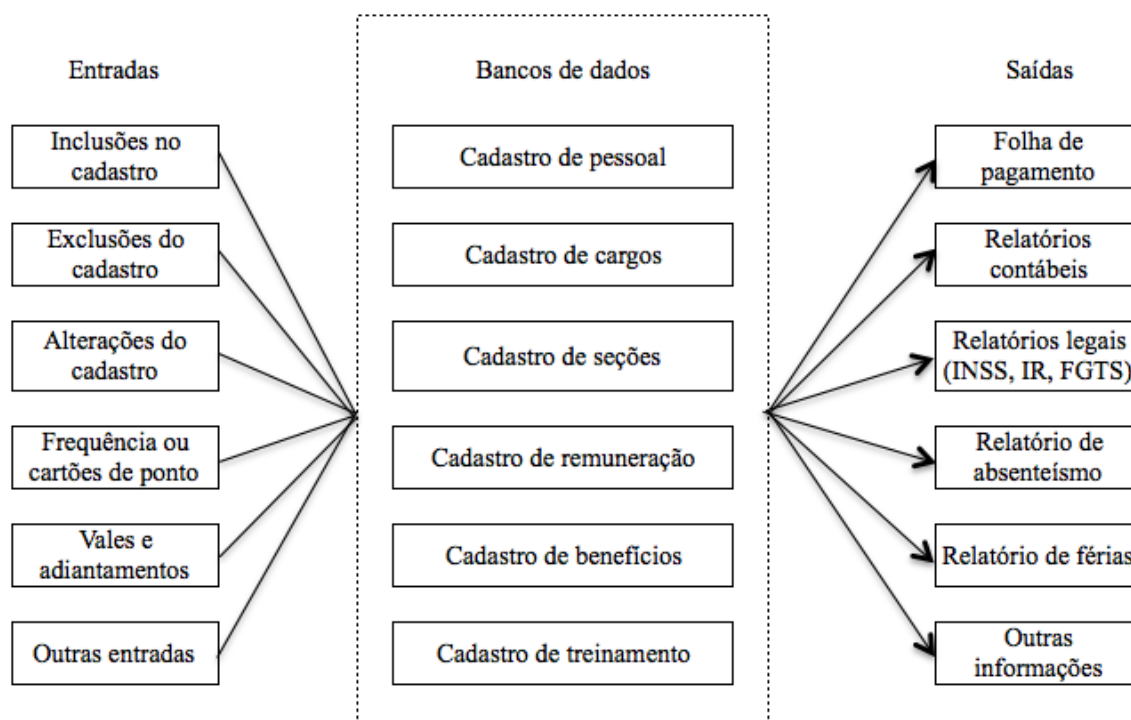 Entradas
Bancos de dados
Saídas
Inclusões no
cadastro
Cadastro de pessoal
Folha de
pagamento
Exclusões do
cadastro
Cadastro de cargos
Relatórios
contábeis
Alterações do
cadastro
Cadastro de seções
Relatórios legais
(INSS, IR, FGTS)
Frequência ou
cartões de ponto
Cadastro de remuneração
Relatório de
absenteísmo
Vales e
adiantamentos
Cadastro de benefícios
Relatório de férias
Outras entradas
Cadastro de treinamento
Outras
informações